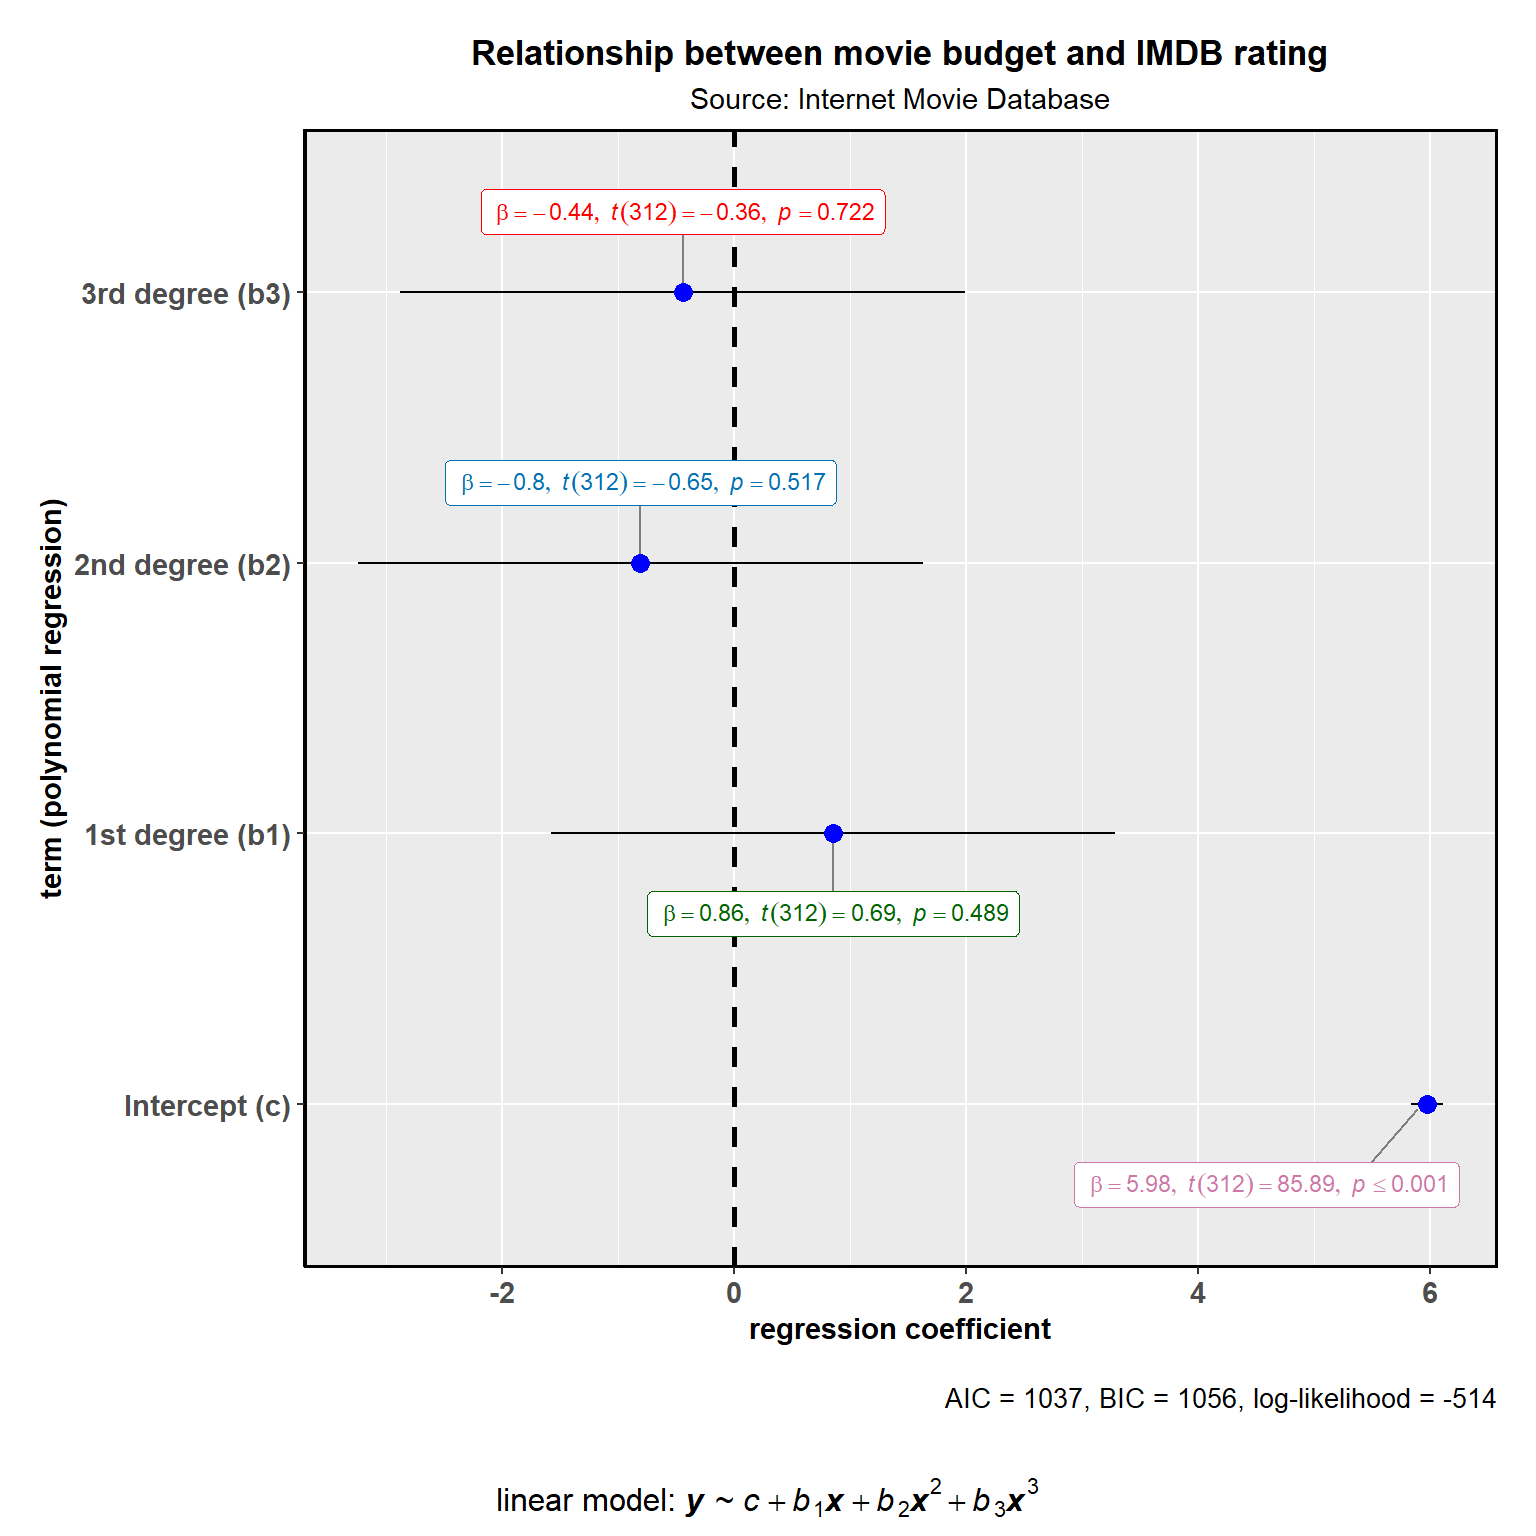 Relationship between movie budget and IMDB rating
Source: Internet Movie Database
term (polynomial regression)
3rd degree (b3)
β = −0.44, t(312) = −0.36, p = 0.722
2nd degree (b2)
β = −0.8, t(312) = −0.65, p = 0.517
1st degree (b1)
β = 0.86, t(312) = 0.69, p = 0.489
Intercept (c)
β = 5.98, t(312) = 85.89, p ≤ 0.001
-2 0 2 4 6
regression coefficient
AIC = 1037, BIC = 1056, log-likelihood = -514
linear model: y ~ c + b₁x + b₂x² + b₃x³